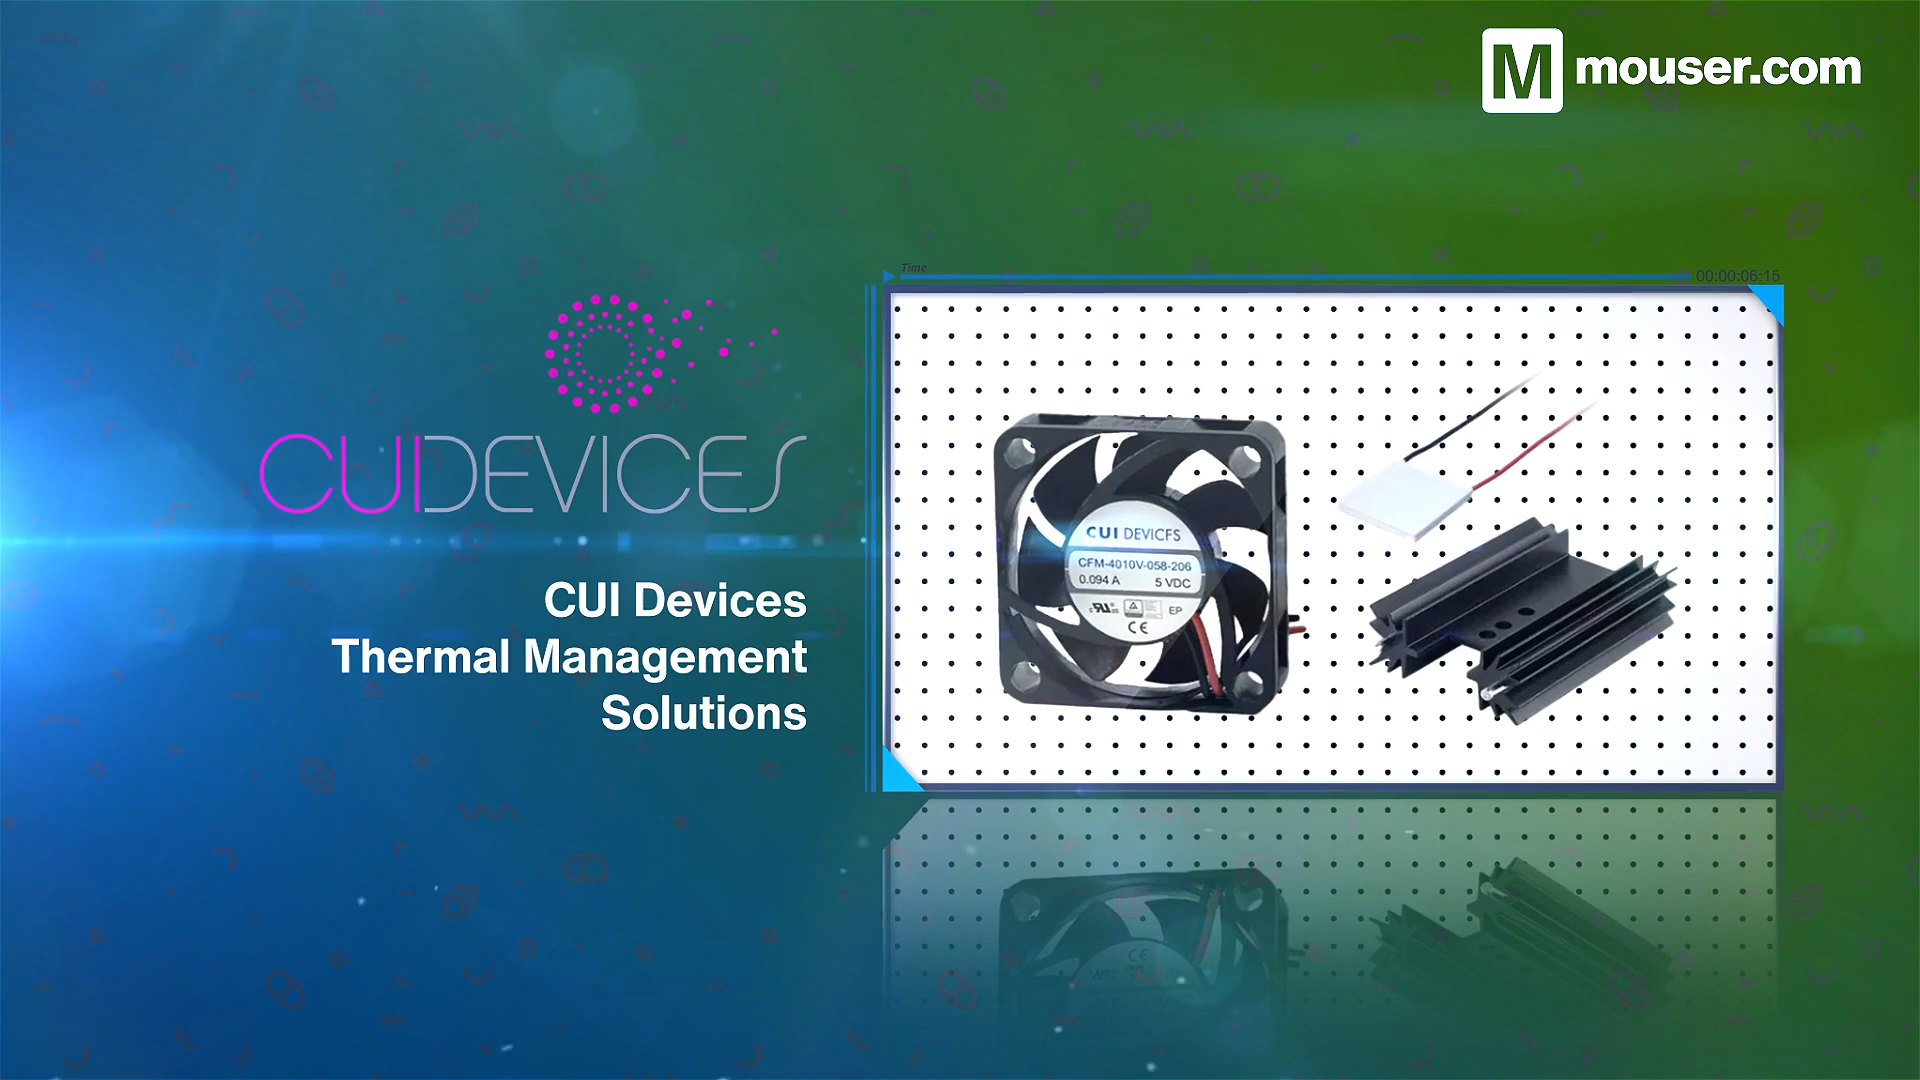 M mouser.com
Time
00:00:06:15
CUIDEVICES
CUI Devices
Thermal Management
Solutions
CUI DEVICES
CFM-4010V-058-206
0.094 A 5 VDC
EP
CE